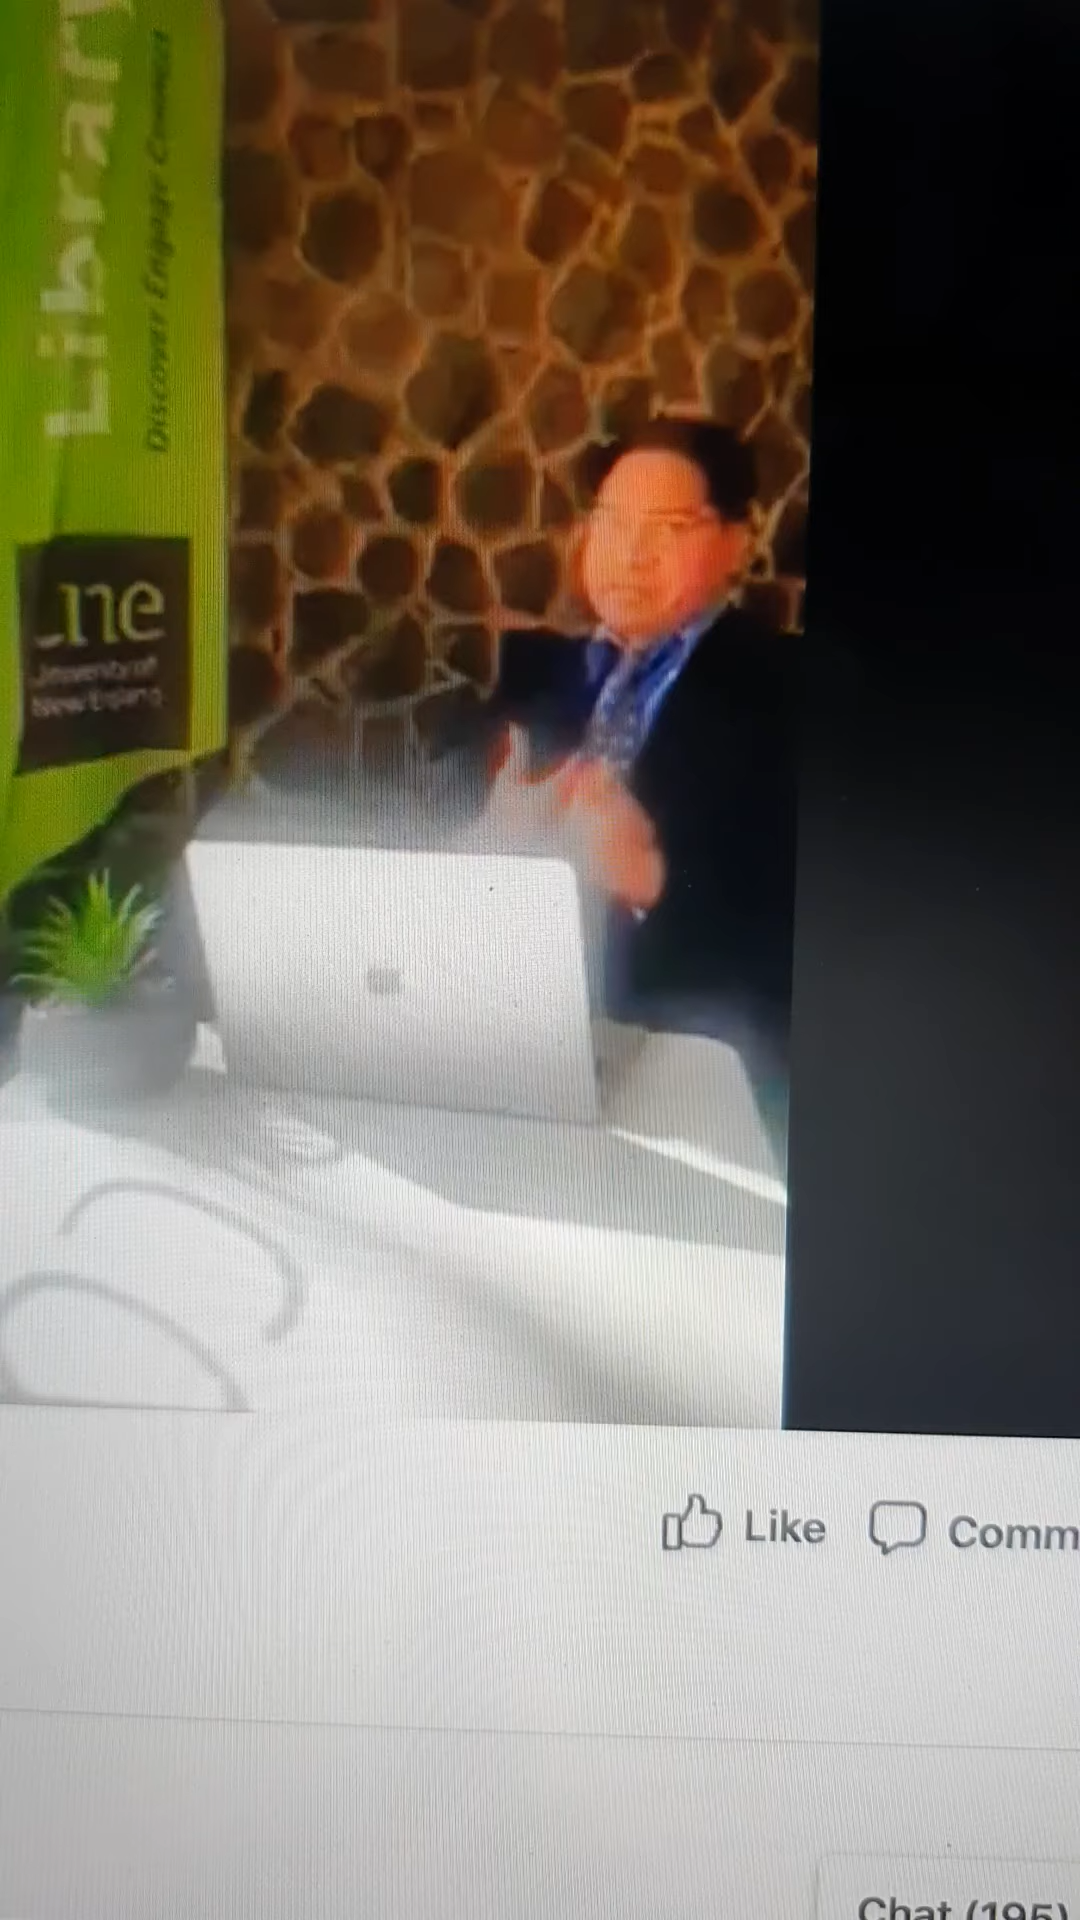 Library
Discover Engage Connect
une
University of
New England
Like
Comm
Chat (195)